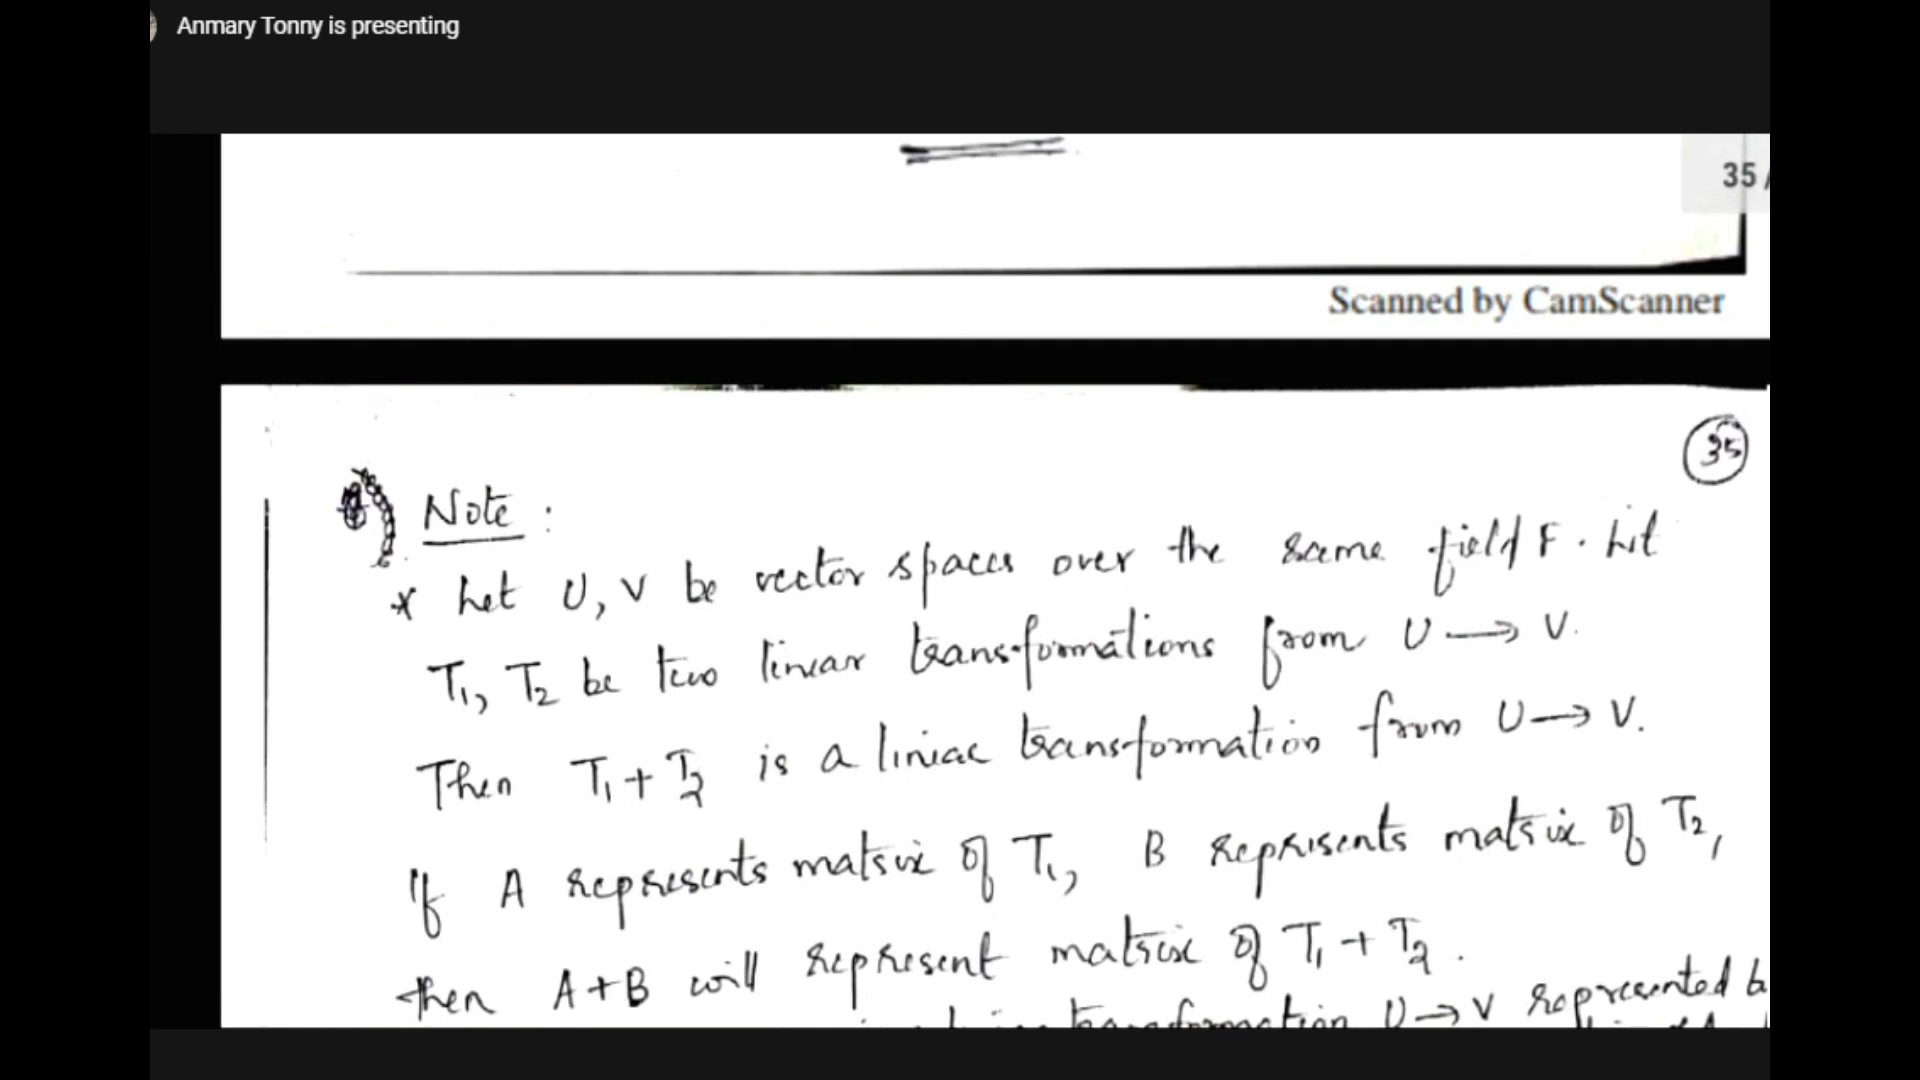 Anmary Tonny is presenting
35
Scanned by CamScanner
35
Note :
* Let U, V be vector spaces over the same field F. Let
T1, T2 be two linear transformations from U → V.
Then T1 + T2 is a linear transformation from U → V.
If A represents matrix of T1, B represents matrix of T2,
then A+B will represent matrix of T1 + T2.
transformation U → V represented